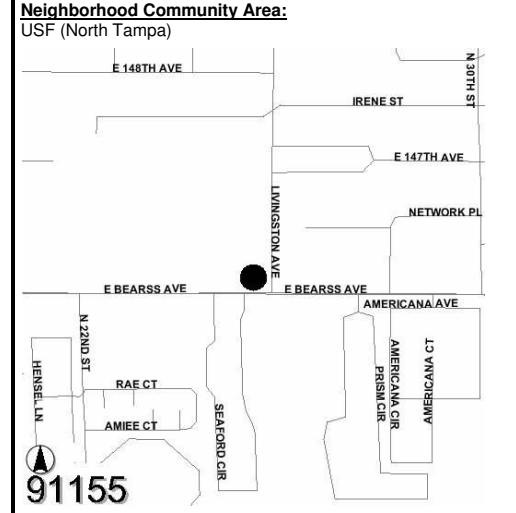 Neighborhood Community Area:
USF (North Tampa)
E 148TH AVE
N 30TH ST
IRENE ST
E 147TH AVE
LIVINGSTON AVE
NETWORK PL
E BEARSS AVE
E BEARSS AVE
AMERICANA AVE
N 22ND ST
HENSEL LN
RAE CT
AMIEE CT
SEAFORD CIR
PRISM CIR
AMERICANA CIR
AMERICANA CT
91155